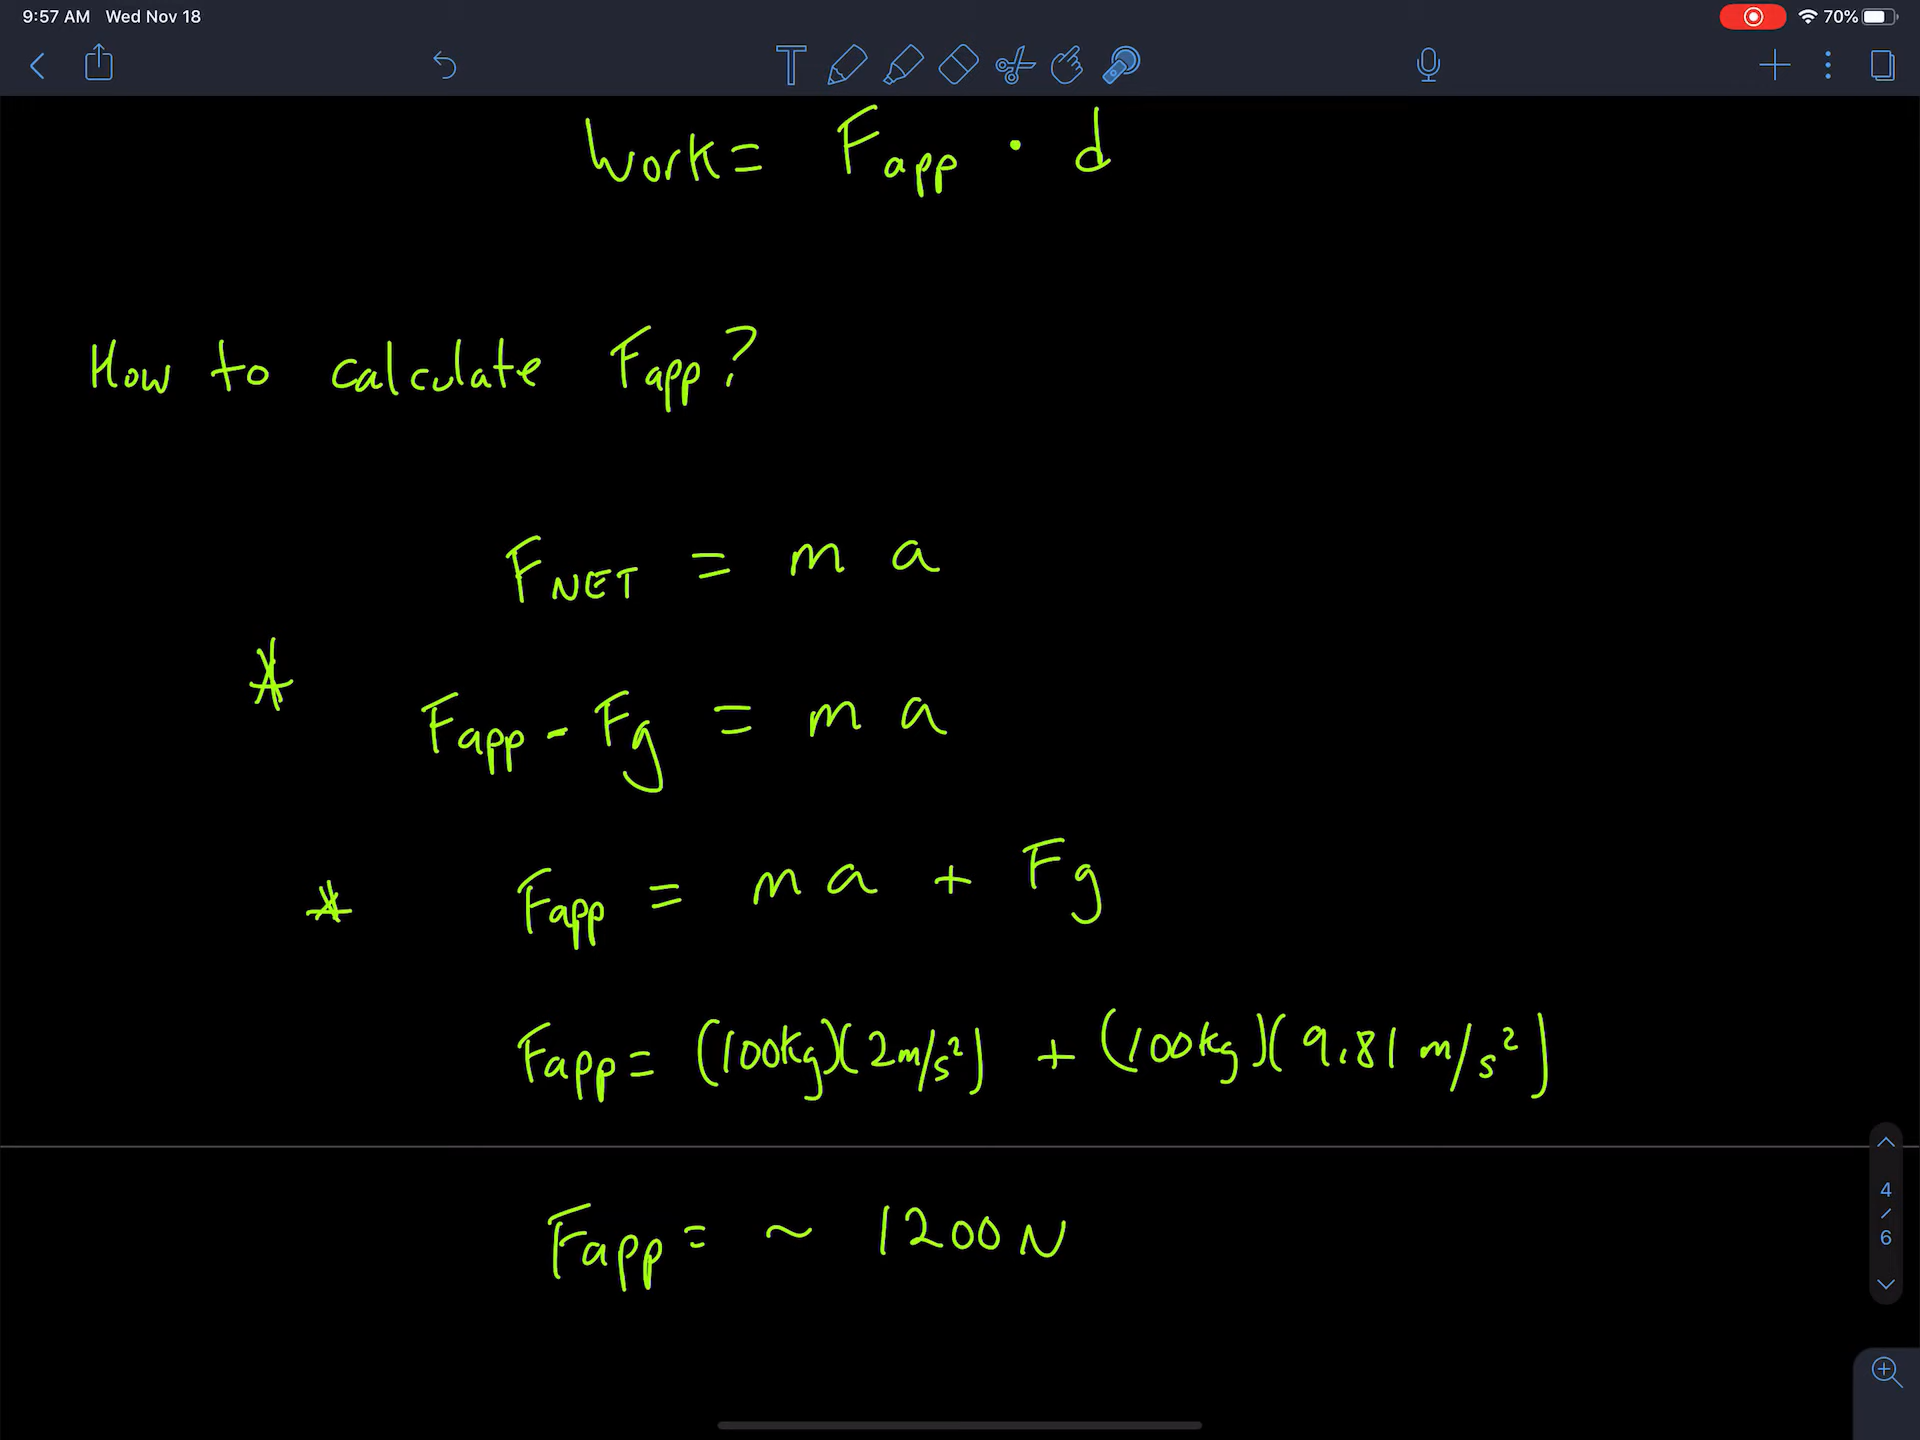 9:57 AM Wed Nov 18 70%
T
Work = Fapp · d
How to calculate Fapp?
FNET = m a
* Fapp - Fg = m a
* Fapp = m a + Fg
Fapp = (100kg)(2m/s²) + (100kg)(9.81 m/s²)
4
/
6
Fapp = ~ 1200 N